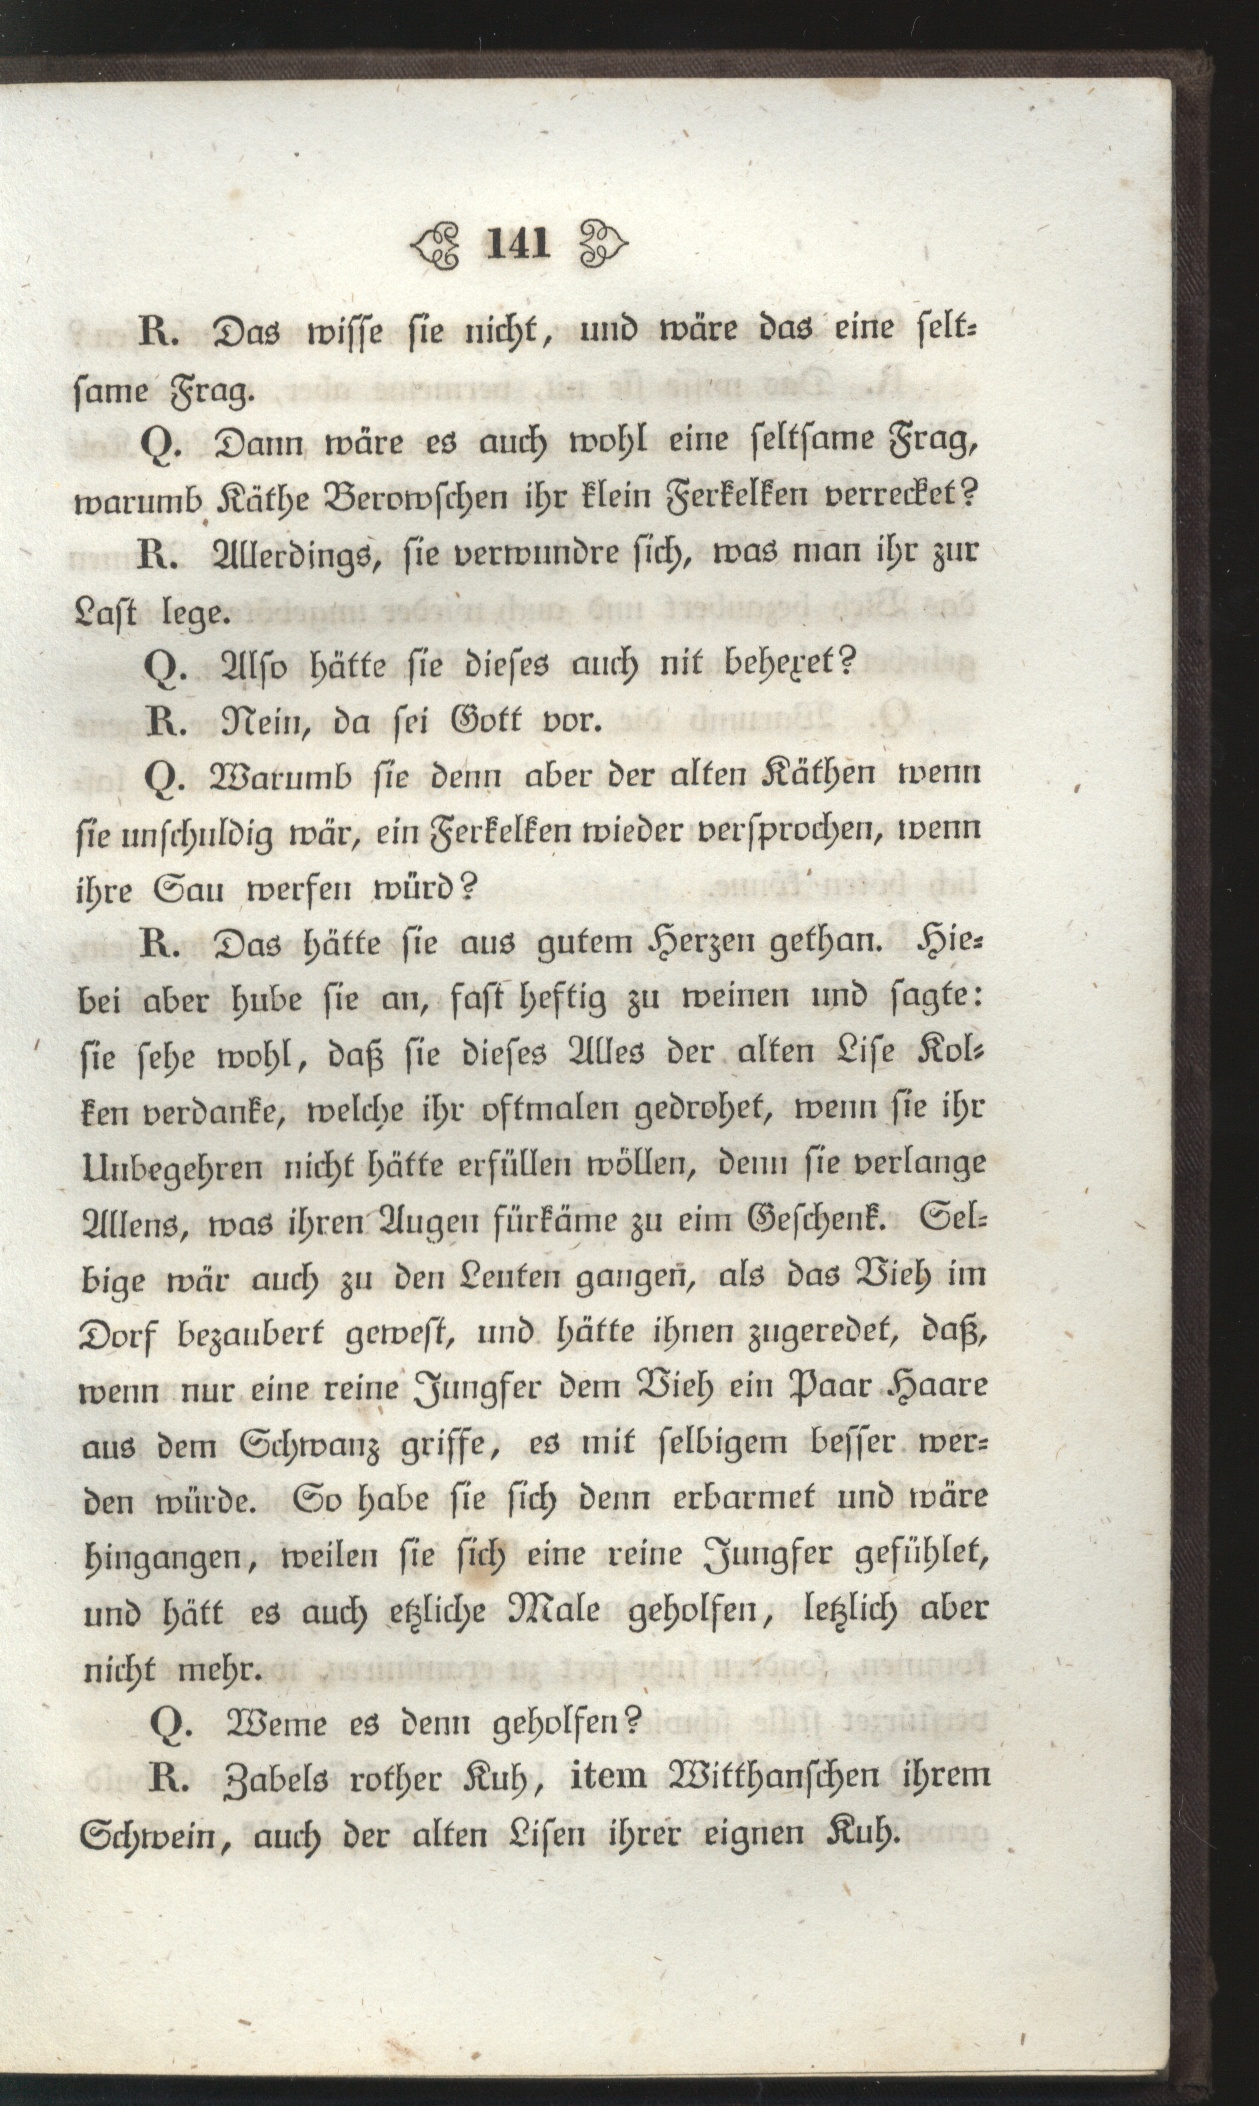 141
R. Das wisse sie nicht, und wäre das eine selt-
same Frag.
Q. Dann wäre es auch wohl eine seltsame Frag,
warumb Käthe Berowschen ihr klein Ferkelken verrecket?
R. Allerdings, sie verwundre sich, was man ihr zur
Last lege.
Q. Also hätte sie dieses auch nit behexet?
R. Nein, da sei Gott vor.
Q. Warumb sie denn aber der alten Käthen wenn
sie unschuldig wär, ein Ferkelken wieder versprochen, wenn
ihre Sau werfen würd?
R. Das hätte sie aus gutem Herzen gethan. Hie-
bei aber hube sie an, fast heftig zu weinen und sagte:
sie sehe wohl, daß sie dieses Alles der alten Lise Kol-
ken verdanke, welche ihr oftmalen gedrohet, wenn sie ihr
Unbegehren nicht hätte erfüllen wöllen, denn sie verlange
Allens, was ihren Augen fürkäme zu eim Geschenk. Sel-
bige wär auch zu den Leuten gangen, als das Vieh im
Dorf bezaubert gewest, und hätte ihnen zugeredet, daß,
wenn nur eine reine Jungfer dem Vieh ein Paar Haare
aus dem Schwanz griffe, es mit selbigem besser wer-
den würde. So habe sie sich denn erbarmet und wäre
hingangen, weilen sie sich eine reine Jungfer gefühlet,
und hätt es auch etzliche Male geholfen, letzlich aber
nicht mehr.
Q. Weme es denn geholfen?
R. Zabels rother Kuh, item Witthanschen ihrem
Schwein, auch der alten Lisen ihrer eignen Kuh.